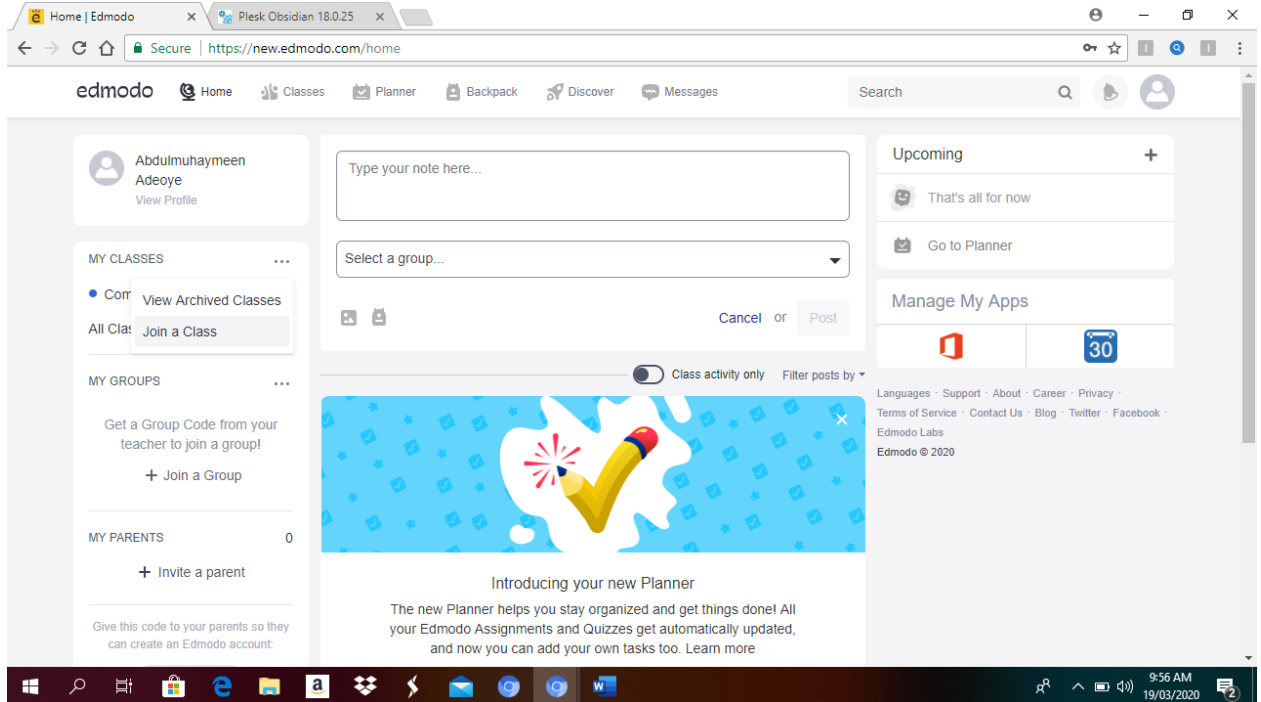 Home | Edmodo
Plesk Obsidian 18.0.25
Secure | https://new.edmodo.com/home
edmodo Home Classes Planner Backpack Discover Messages Search
Abdulmuhaymeen
Adeoye
View Profile
MY CLASSES
Com
View Archived Classes
All Clas
Join a Class
MY GROUPS
Get a Group Code from your
teacher to join a group!
+ Join a Group
MY PARENTS 0
+ Invite a parent
Give this code to your parents so they
can create an Edmodo account:
Type your note here...
Select a group...
Cancel or Post
Class activity only Filter posts by
Introducing your new Planner
The new Planner helps you stay organized and get things done! All
your Edmodo Assignments and Quizzes get automatically updated,
and now you can add your own tasks too. Learn more
Upcoming +
That's all for now
Go to Planner
Manage My Apps
30
Languages · Support · About · Career · Privacy ·
Terms of Service · Contact Us · Blog · Twitter · Facebook ·
Edmodo Labs
Edmodo © 2020
9:56 AM
19/03/2020
2